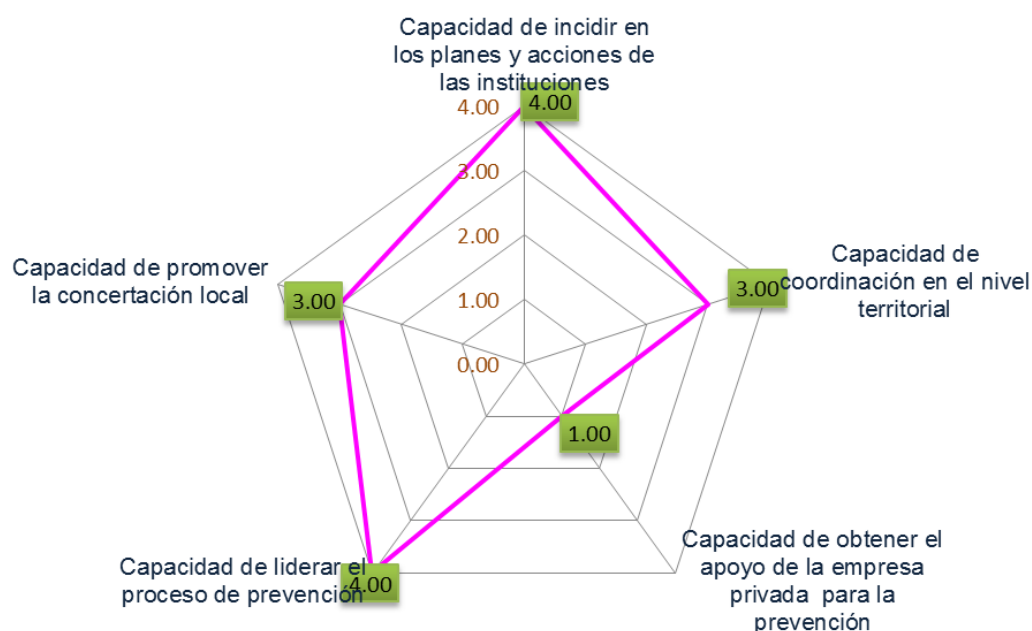 Capacidad de incidir en
los planes y acciones de
las instituciones
4.00
4.00
3.00
2.00
1.00
0.00
Capacidad de
coordinación en el nivel
territorial
3.00
Capacidad de promover
la concertación local
3.00
1.00
Capacidad de obtener el
apoyo de la empresa
privada para la
prevención
Capacidad de liderar el
proceso de prevención
4.00